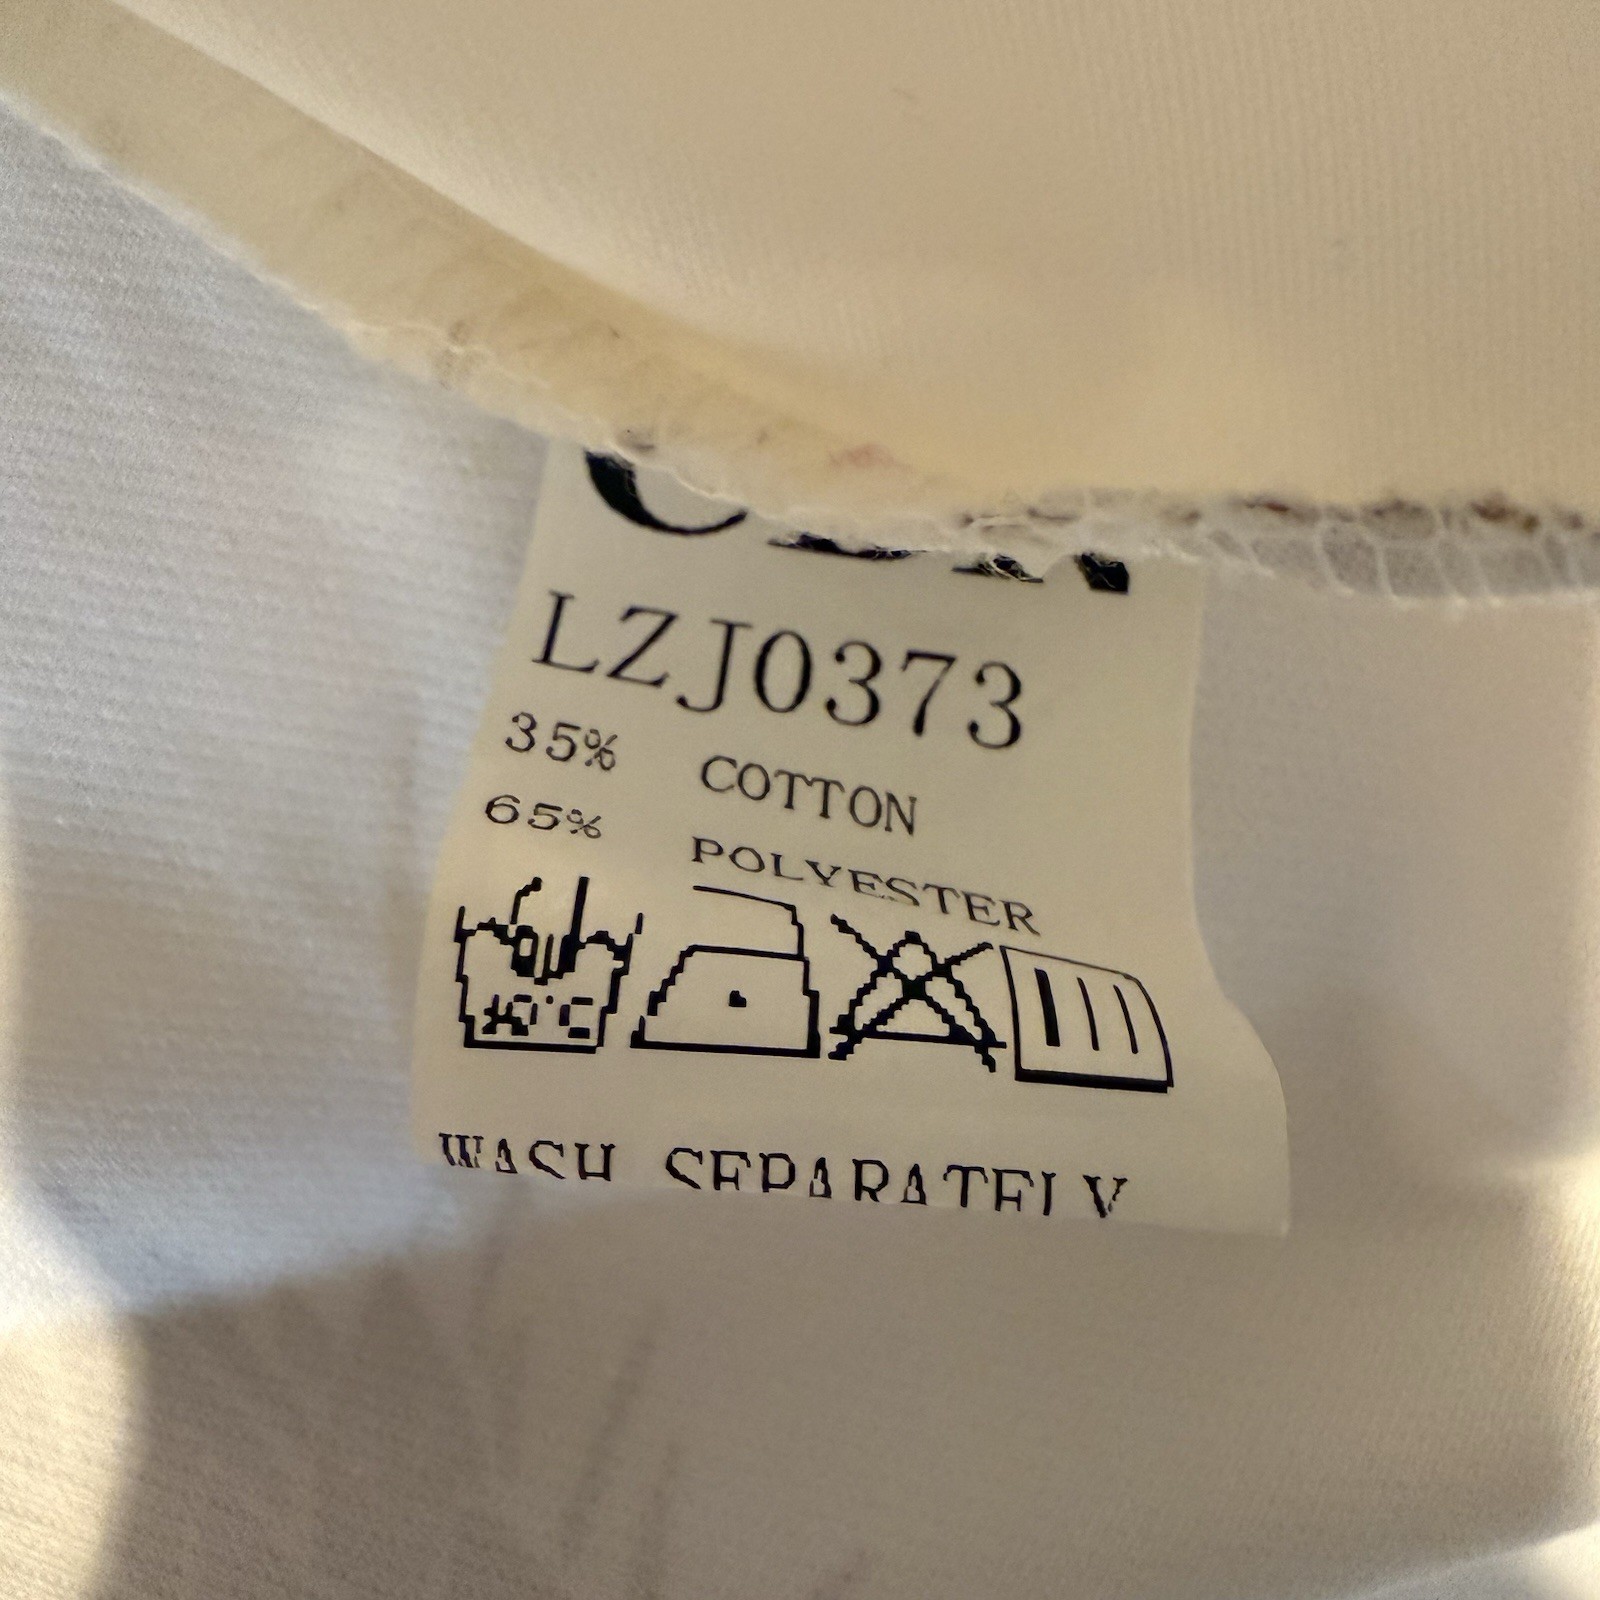 LZJ0373
35% COTTON
65% POLYESTER
WASH SEPARATELY